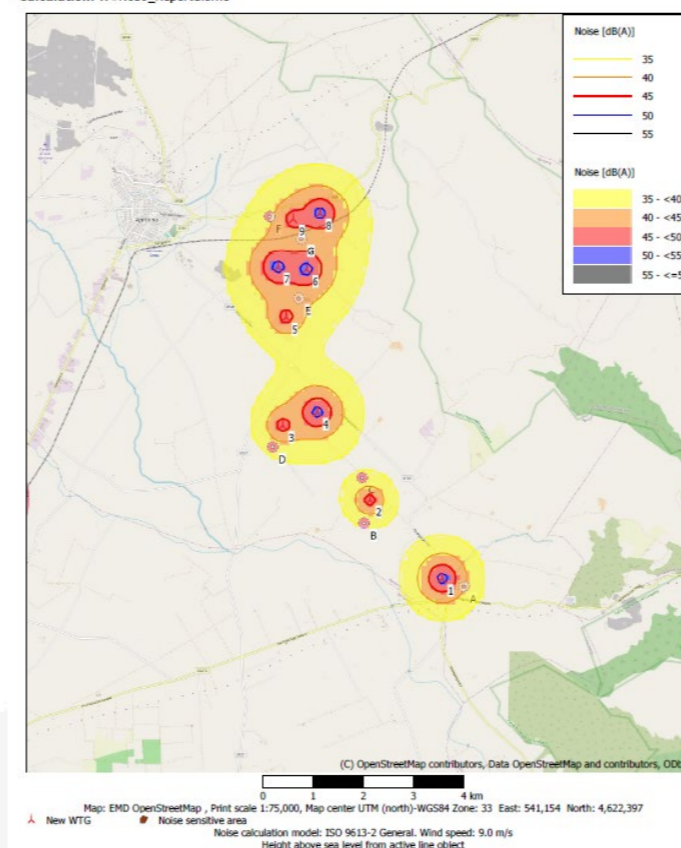 Noise [dB(A)]
35
40
45
50
55
Noise [dB(A)]
35 - <40
40 - <45
45 - <50
50 - <55
55 - <=5
F
9
8
G
7
6
E
5
4
3
D
C
2
B
1
A
(C) OpenStreetMap contributors, Data OpenStreetMap and contributors, ODb
0 1 2 3 4 km
Map: EMD OpenStreetMap , Print scale 1:75,000, Map center UTM (north)-WGS84 Zone: 33 East: 541,154 North: 4,622,397
New WTG Noise sensitive area
Noise calculation model: ISO 9613-2 General. Wind speed: 9.0 m/s
Height above sea level from active line object